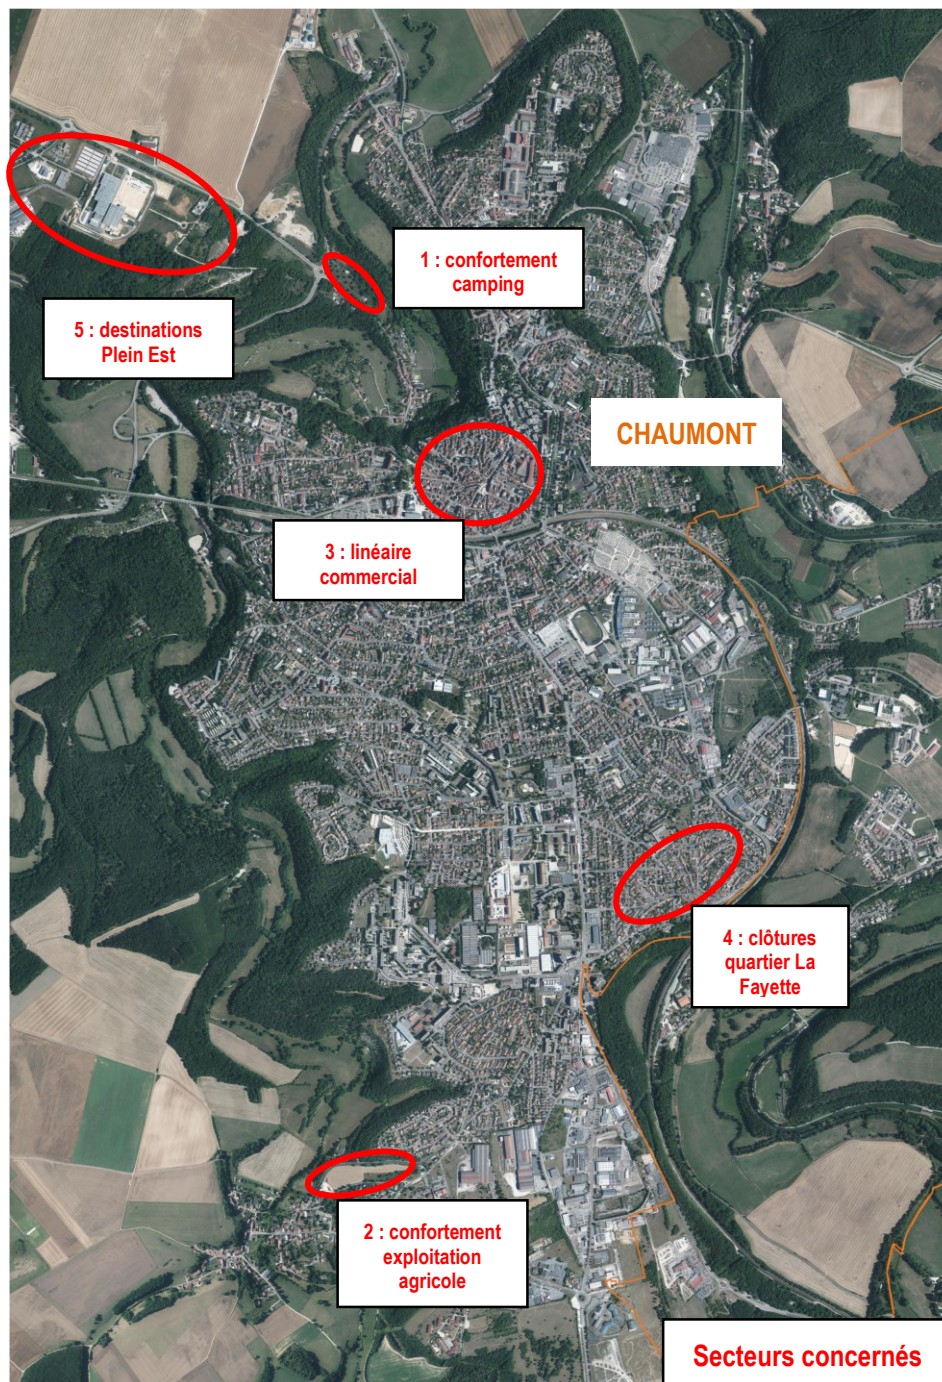 1 : confortement
camping
5 : destinations
Plein Est
CHAUMONT
3 : linéaire
commercial
4 : clôtures
quartier La
Fayette
2 : confortement
exploitation
agricole
Secteurs concernés